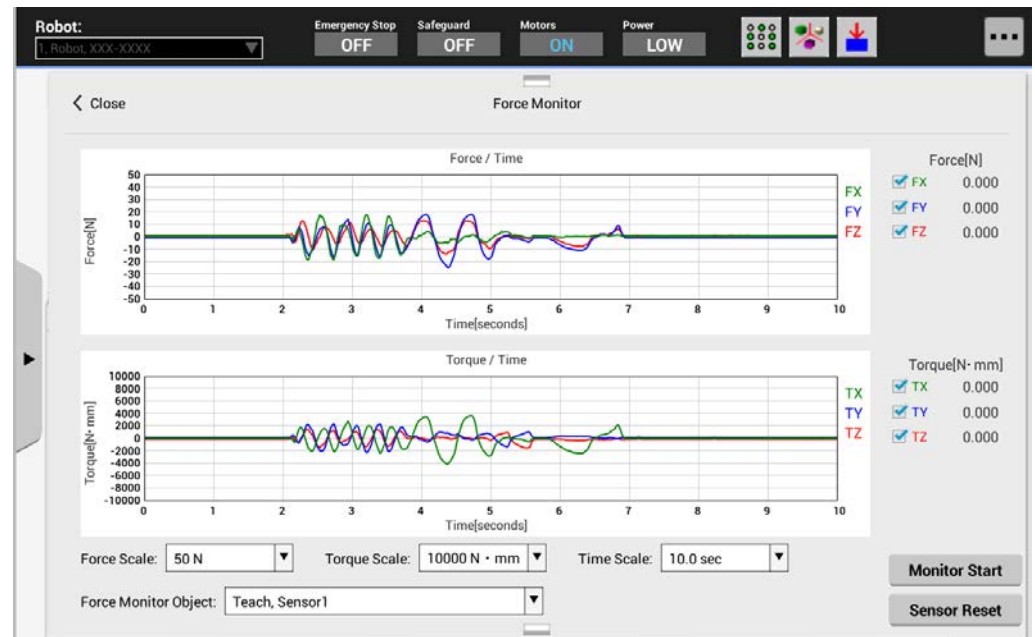 Robot:
1, Robot, XXX-XXXX
Emergency Stop
OFF
Safeguard
OFF
Motors
ON
Power
LOW
Close
Force Monitor
Force / Time
Force[N]
50
40
30
20
10
0
-10
-20
-30
-40
-50
0 1 2 3 4 5 6 7 8 9 10
Time[seconds]
FX
FY
FZ
Force[N]
FX 0.000
FY 0.000
FZ 0.000
Torque / Time
Torque[N・mm]
10000
8000
6000
4000
2000
0
-2000
-4000
-6000
-8000
-10000
0 1 2 3 4 5 6 7 8 9 10
Time[seconds]
TX
TY
TZ
Torque[N・mm]
TX 0.000
TY 0.000
TZ 0.000
Force Scale: 50 N Torque Scale: 10000 N・mm Time Scale: 10.0 sec
Force Monitor Object: Teach, Sensor1
Monitor Start
Sensor Reset